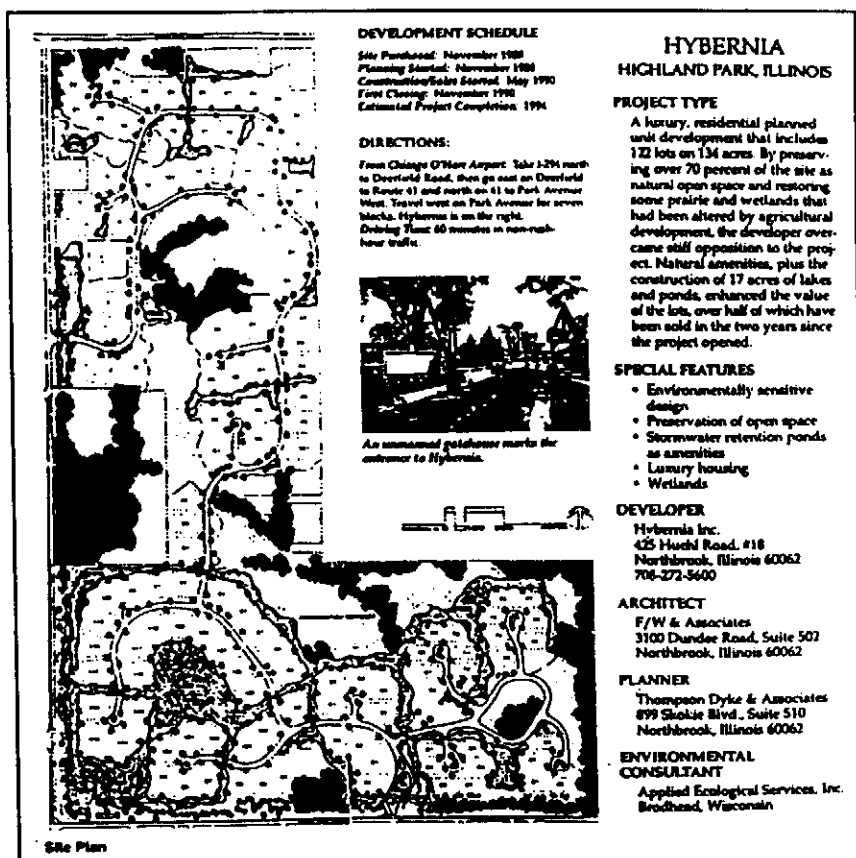 DEVELOPMENT SCHEDULE
Site Purchased: November 1988
Planning Started: November 1988
Construction/Sales Started: May 1990
First Closing: November 1990
Estimated Project Completion: 1994
DIRECTIONS:
From Chicago O'Hare Airport: Take I-294 north
to Deerfield Road, then go east on Deerfield
to Route 41 and north on 41 to Park Avenue
West. Travel west on Park Avenue for seven
blocks. Hybernia is on the right.
Driving Time: 60 minutes in non-rush-
hour traffic.
An unmanned gatehouse marks the
entrance to Hybernia.
Site Plan
HYBERNIA
HIGHLAND PARK, ILLINOIS
PROJECT TYPE
A luxury, residential planned
unit development that includes
122 lots on 134 acres. By preserv-
ing over 70 percent of the site as
natural open space and restoring
some prairie and wetlands that
had been altered by agricultural
development, the developer over-
came stiff opposition to the proj-
ect. Natural amenities, plus the
construction of 17 acres of lakes
and ponds, enhanced the value
of the lots, over half of which have
been sold in the two years since
the project opened.
SPECIAL FEATURES
• Environmentally sensitive
design
• Preservation of open space
• Stormwater retention ponds
as amenities
• Luxury housing
• Wetlands
DEVELOPER
Hybernia Inc.
425 Huehl Road, #18
Northbrook, Illinois 60062
708-272-5600
ARCHITECT
F/W & Associates
3100 Dundee Road, Suite 502
Northbrook, Illinois 60062
PLANNER
Thompson Dyke & Associates
899 Skokie Blvd., Suite 510
Northbrook, Illinois 60062
ENVIRONMENTAL
CONSULTANT
Applied Ecological Services, Inc.
Brodhead, Wisconsin